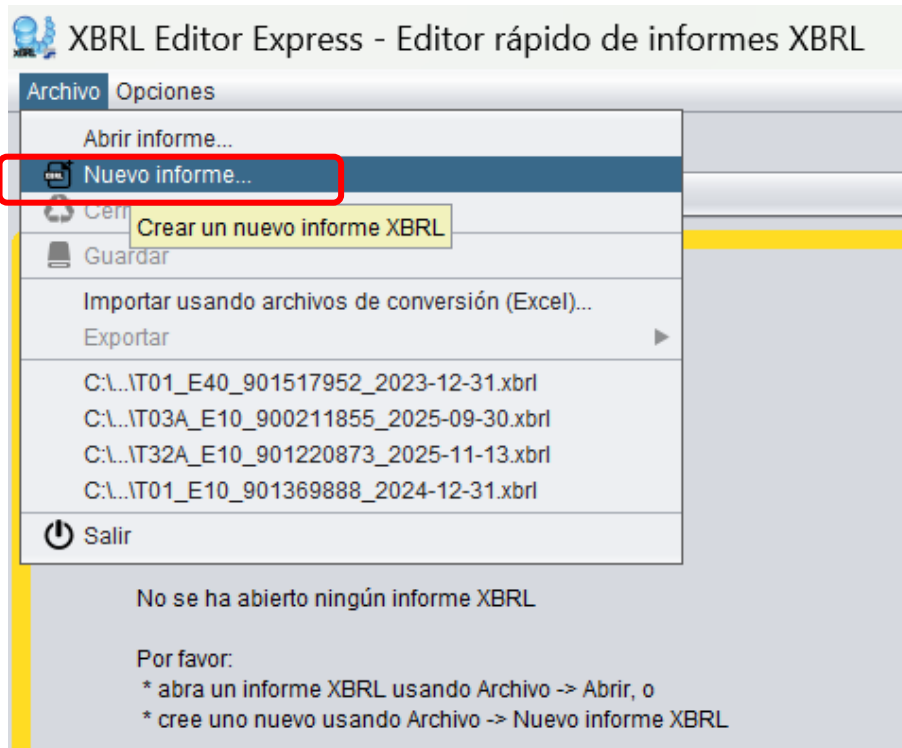 XBRL Editor Express - Editor rápido de informes XBRL
Archivo Opciones
Abrir informe...
Nuevo informe...
Cerr
Crear un nuevo informe XBRL
Guardar
Importar usando archivos de conversión (Excel)...
Exportar
C:\...\T01_E40_901517952_2023-12-31.xbrl
C:\...\T03A_E10_900211855_2025-09-30.xbrl
C:\...\T32A_E10_901220873_2025-11-13.xbrl
C:\...\T01_E10_901369888_2024-12-31.xbrl
Salir
No se ha abierto ningún informe XBRL
Por favor:
* abra un informe XBRL usando Archivo -> Abrir, o
* cree uno nuevo usando Archivo -> Nuevo informe XBRL